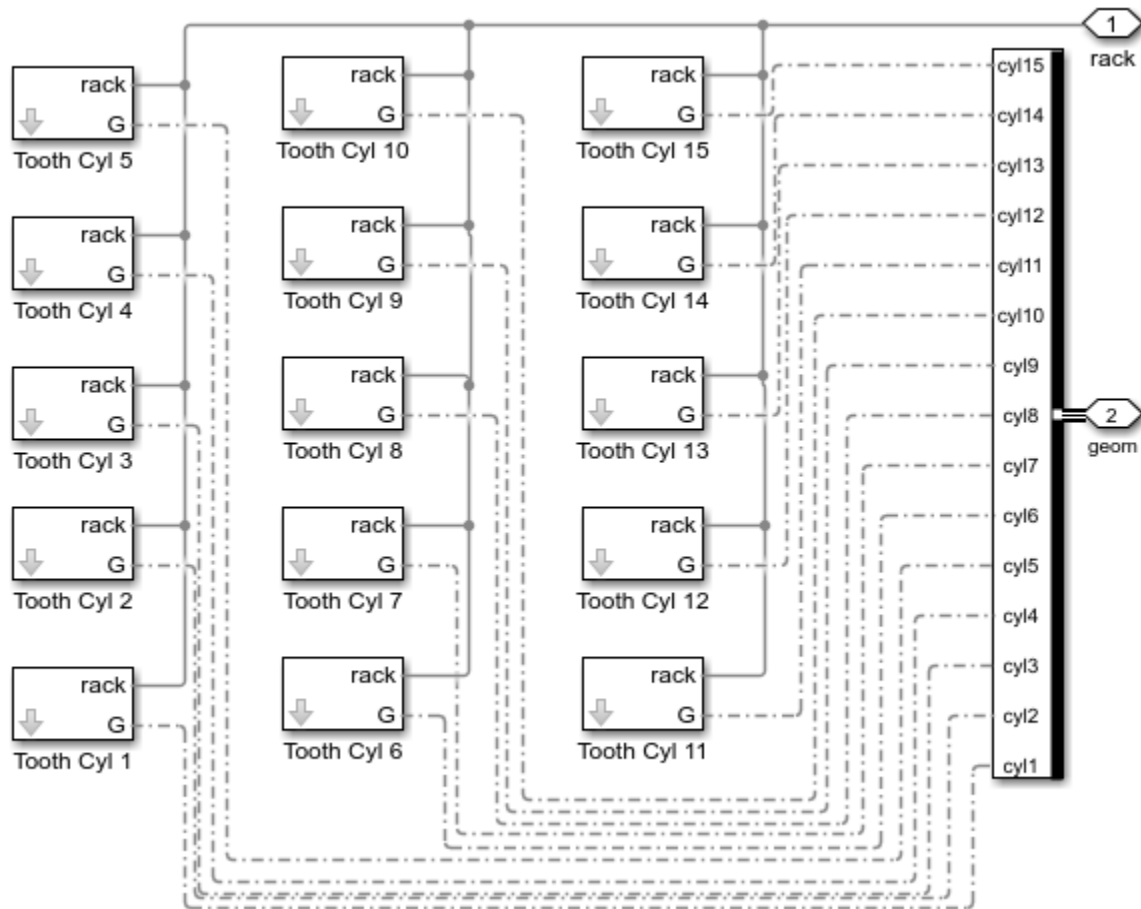 1
rack
rack
G
Tooth Cyl 5
rack
G
Tooth Cyl 10
rack
G
Tooth Cyl 15
rack
G
Tooth Cyl 4
rack
G
Tooth Cyl 9
rack
G
Tooth Cyl 14
rack
G
Tooth Cyl 3
rack
G
Tooth Cyl 8
rack
G
Tooth Cyl 13
rack
G
Tooth Cyl 2
rack
G
Tooth Cyl 7
rack
G
Tooth Cyl 12
rack
G
Tooth Cyl 1
rack
G
Tooth Cyl 6
rack
G
Tooth Cyl 11
cyl15
cyl14
cyl13
cyl12
cyl11
cyl10
cyl9
cyl8
cyl7
cyl6
cyl5
cyl4
cyl3
cyl2
cyl1
2
geom